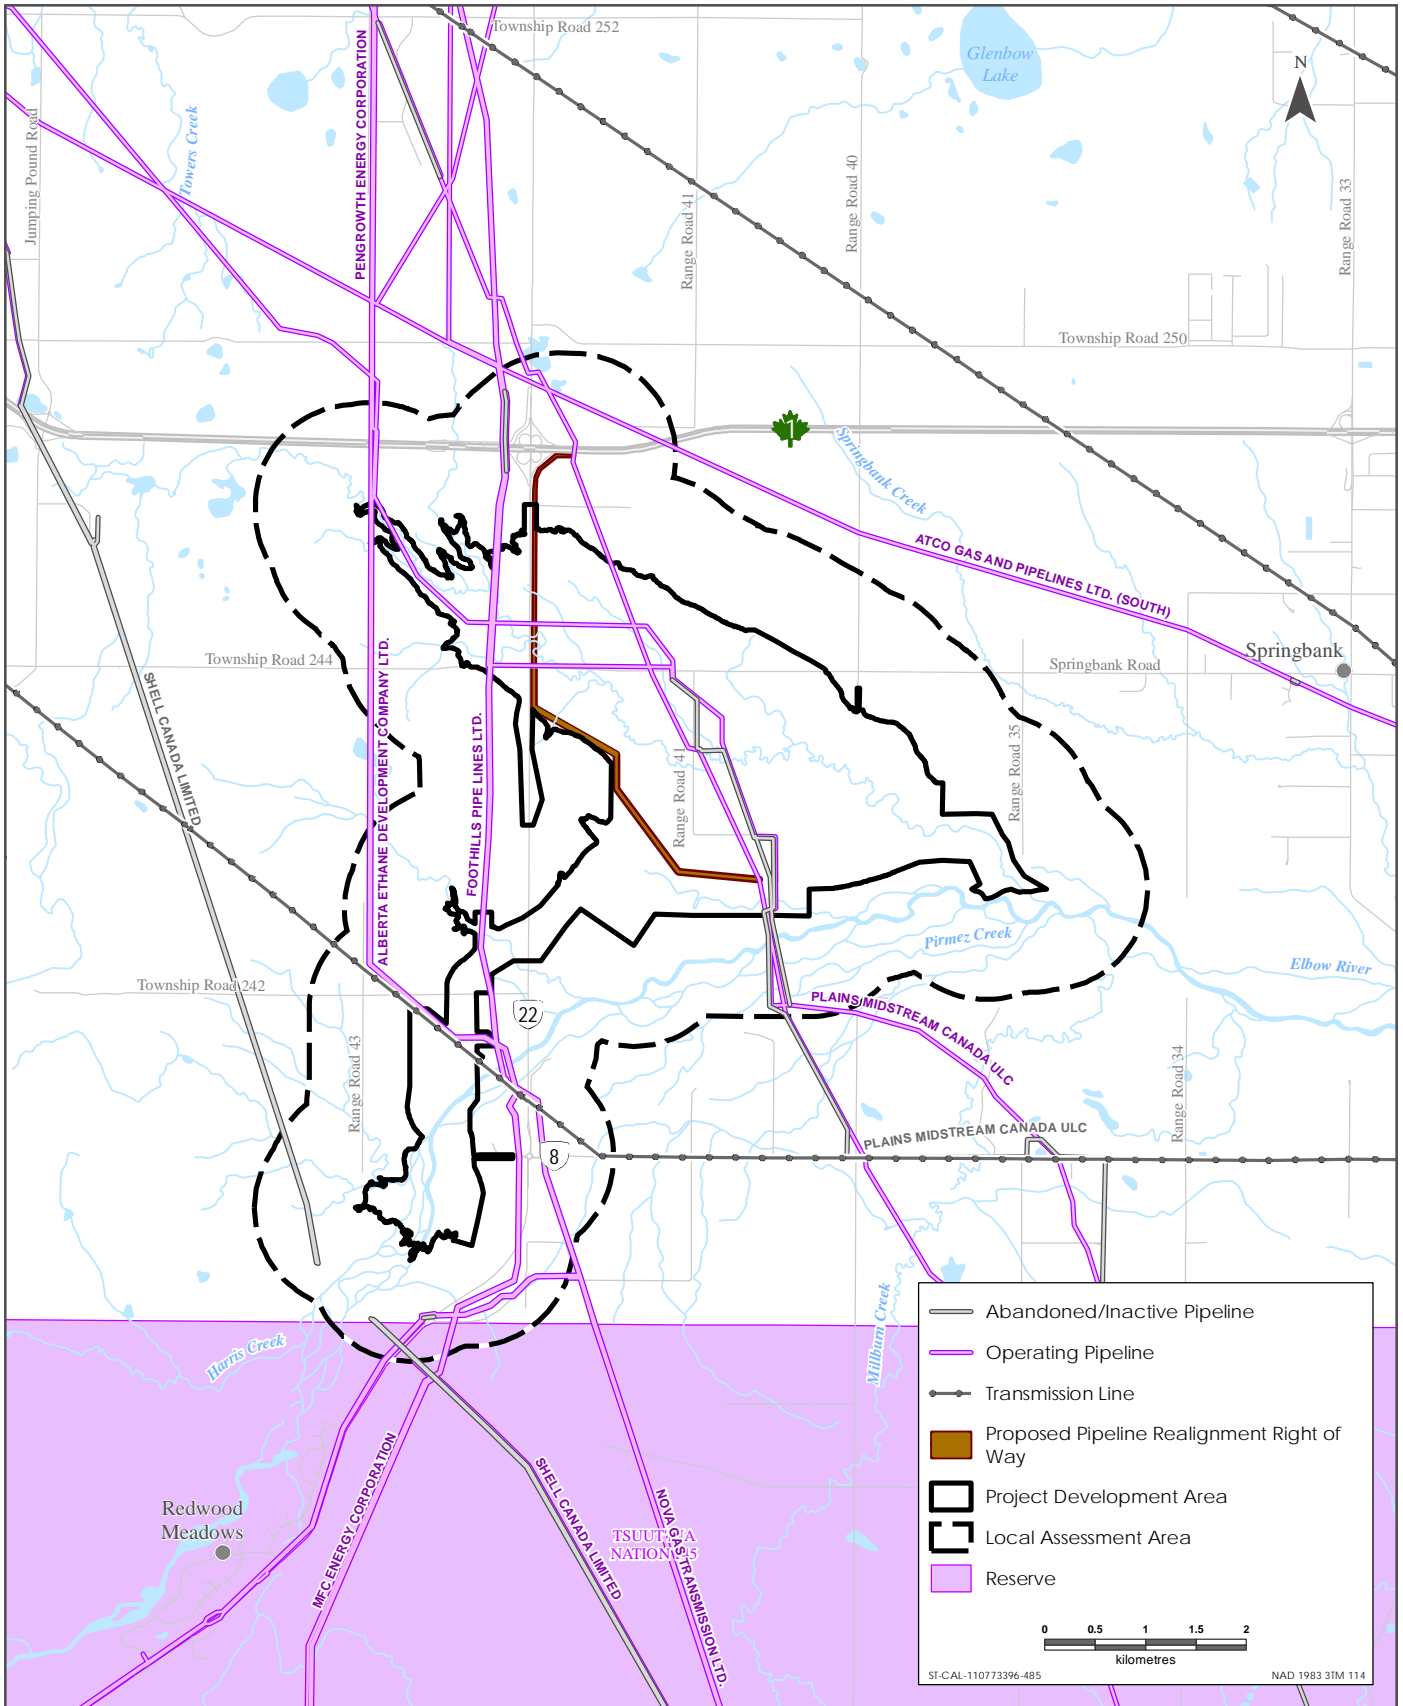 Township Road 252
Glenbow
Lake
N
Jumping Pound Road
Towers Creek
PENGROWTH ENERGY CORPORATION
Range Road 41
Range Road 40
Range Road 33
Township Road 250
1
Springbank Creek
ATCO GAS AND PIPELINES LTD. (SOUTH)
Township Road 244
Springbank Road
Springbank
SHELL CANADA LIMITED
ALBERTA ETHANE DEVELOPMENT COMPANY LTD.
FOOTHILLS PIPE LINES LTD.
Range Road 41
Range Road 35
Pirmez Creek
Elbow River
Township Road 242
22
PLAINS MIDSTREAM CANADA ULC
Range Road 43
Range Road 34
PLAINS MIDSTREAM CANADA ULC
8
Harris Creek
Millburn Creek
Redwood
Meadows
MFC ENERGY CORPORATION
SHELL CANADA LIMITED
NOVA GAS TRANSMISSION LTD.
TSUUT'INA
NATION 145
Abandoned/Inactive Pipeline
Operating Pipeline
Transmission Line
Proposed Pipeline Realignment Right of
Way
Project Development Area
Local Assessment Area
Reserve
0 0.5 1 1.5 2
kilometres
ST-CAL-110773396-485
NAD 1983 3TM 114